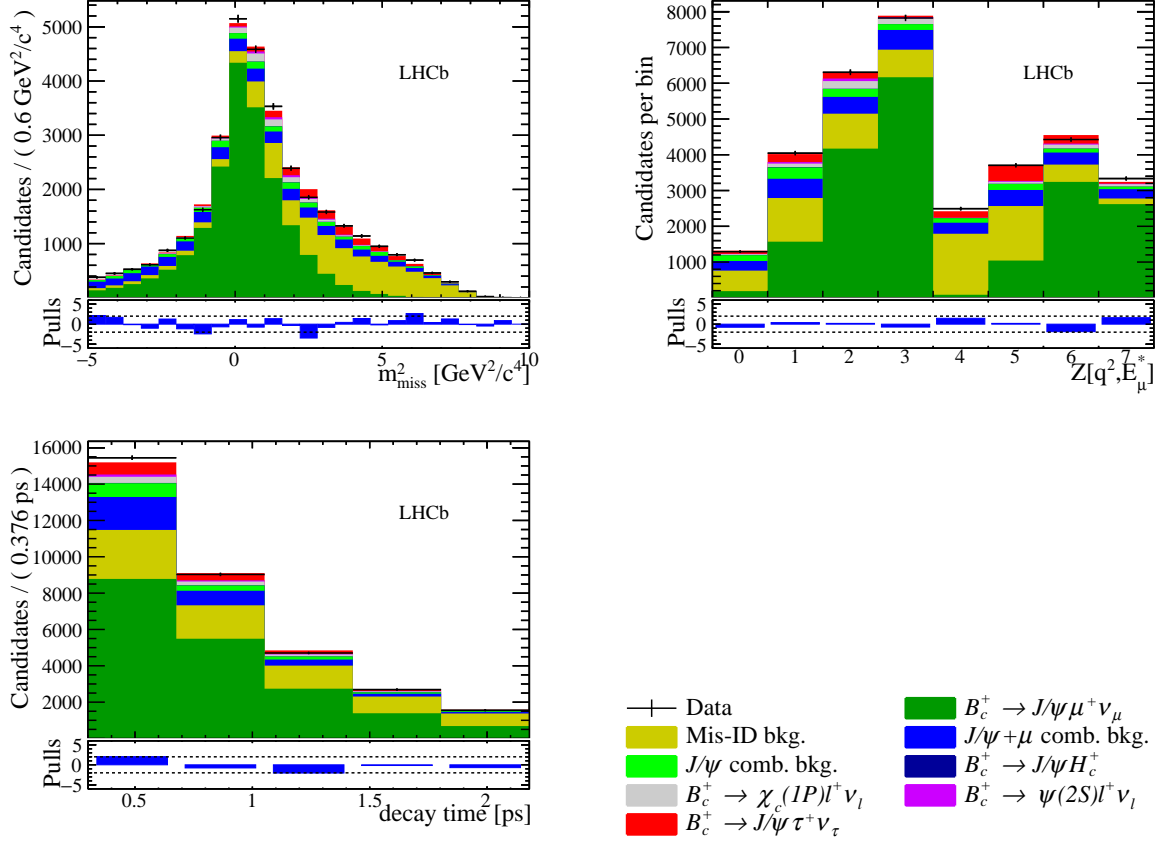 Candidates / ( 0.6 GeV²/c⁴ )
5000
4000
3000
2000
1000
LHCb
Pulls
5
0
−5
−5 0 5 10
m²miss [GeV²/c⁴]
Candidates per bin
8000
7000
6000
5000
4000
3000
2000
1000
LHCb
Pulls
5
0
−5
0 1 2 3 4 5 6 7
Z[q²,E*μ]
Candidates / ( 0.376 ps )
16000
14000
12000
10000
8000
6000
4000
2000
LHCb
Pulls
5
0
−5
0.5 1 1.5 2
decay time [ps]
Data
Mis-ID bkg.
J/ψ comb. bkg.
B⁺c → χc(1P)l⁺νl
B⁺c → J/ψ τ⁺ντ
B⁺c → J/ψ μ⁺νμ
J/ψ+μ comb. bkg.
B⁺c → J/ψ H⁺c
B⁺c → ψ(2S)l⁺νl